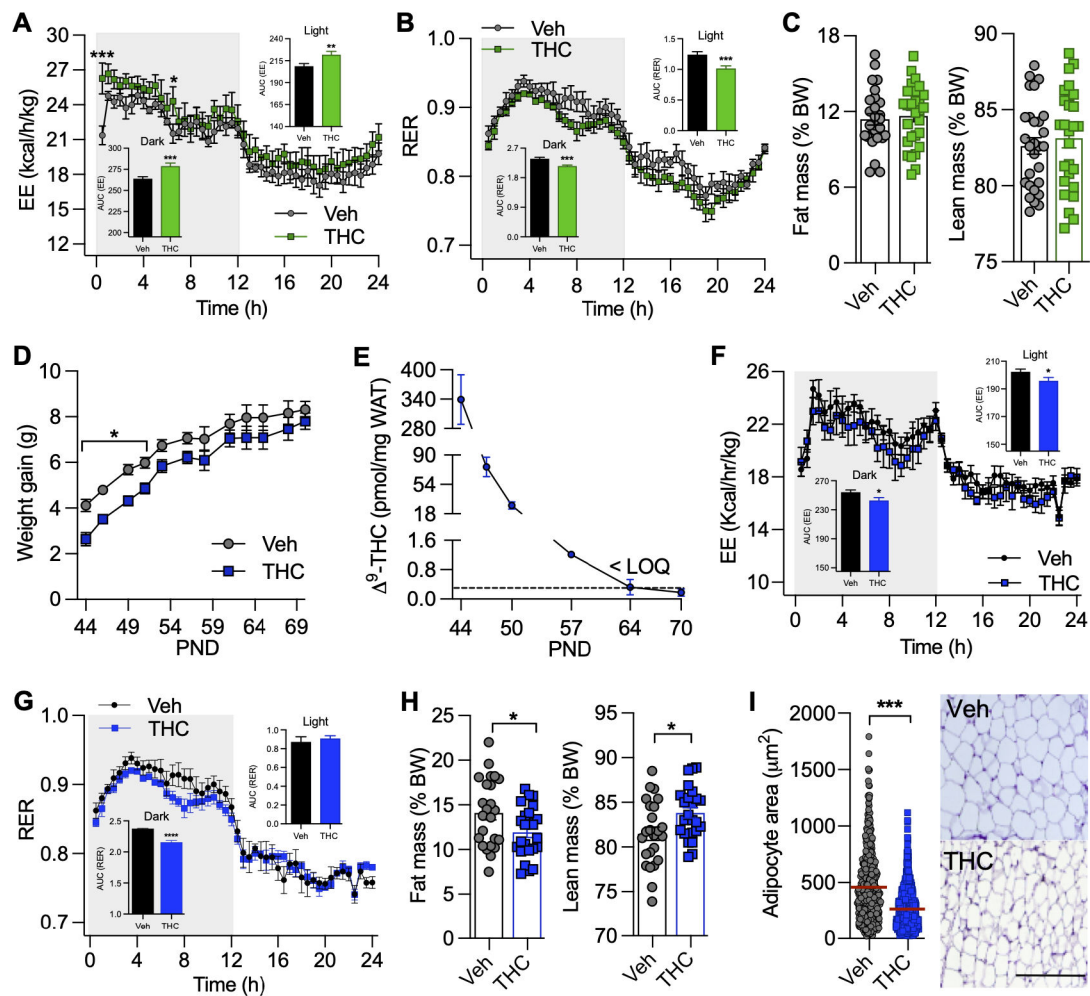 A
EE (kcal/h/kg)
30
27
24
21
18
15
12
***
*
Light
AUC (EE)
250
215
180
140
**
Veh
THC
Dark
AUC (EE)
300
275
250
225
200
***
Veh
THC
Veh
THC
0
4
8
12
16
20
24
Time (h)
B
RER
1.0
0.9
0.8
0.7
Veh
THC
Light
AUC (RER)
1.6
1.2
0.8
0.4
0.0
***
Veh
THC
Dark
AUC (RER)
2.7
1.8
0.9
0.0
***
Veh
THC
0
4
8
12
16
20
24
Time (h)
C
Fat mass (% BW)
18
12
6
0
Veh
THC
Lean mass (% BW)
90
85
80
75
Veh
THC
D
Weight gain (g)
10
8
6
4
2
0
*
Veh
THC
44
49
54
59
64
69
PND
E
Δ9-THC (pmol/mg WAT)
400
340
280
90
54
18
1.6
0.8
0.0
< LOQ
44
50
57
64
70
PND
F
EE (Kcal/hr/kg)
26
22
18
14
9
Light
AUC (EE)
200
150
*
Veh
THC
Dark
AUC (EE)
270
230
190
150
*
Veh
THC
Veh
THC
0
4
8
12
16
20
24
Time (h)
G
Veh
THC
RER
1.0
0.9
0.8
0.7
Light
AUC (RER)
1.0
0.8
0.6
0.4
0.2
0.0
Veh
THC
Dark
AUC (RER)
2.5
2.0
1.5
1.0
****
Veh
THC
0
4
8
12
16
20
24
Time (h)
H
Fat mass (% BW)
25
20
15
10
5
0
*
Veh
THC
Lean mass (% BW)
95
90
85
80
75
70
*
Veh
THC
I
Adipocyte area (μm2)
2000
1500
1000
500
0
***
Veh
THC
Veh
THC